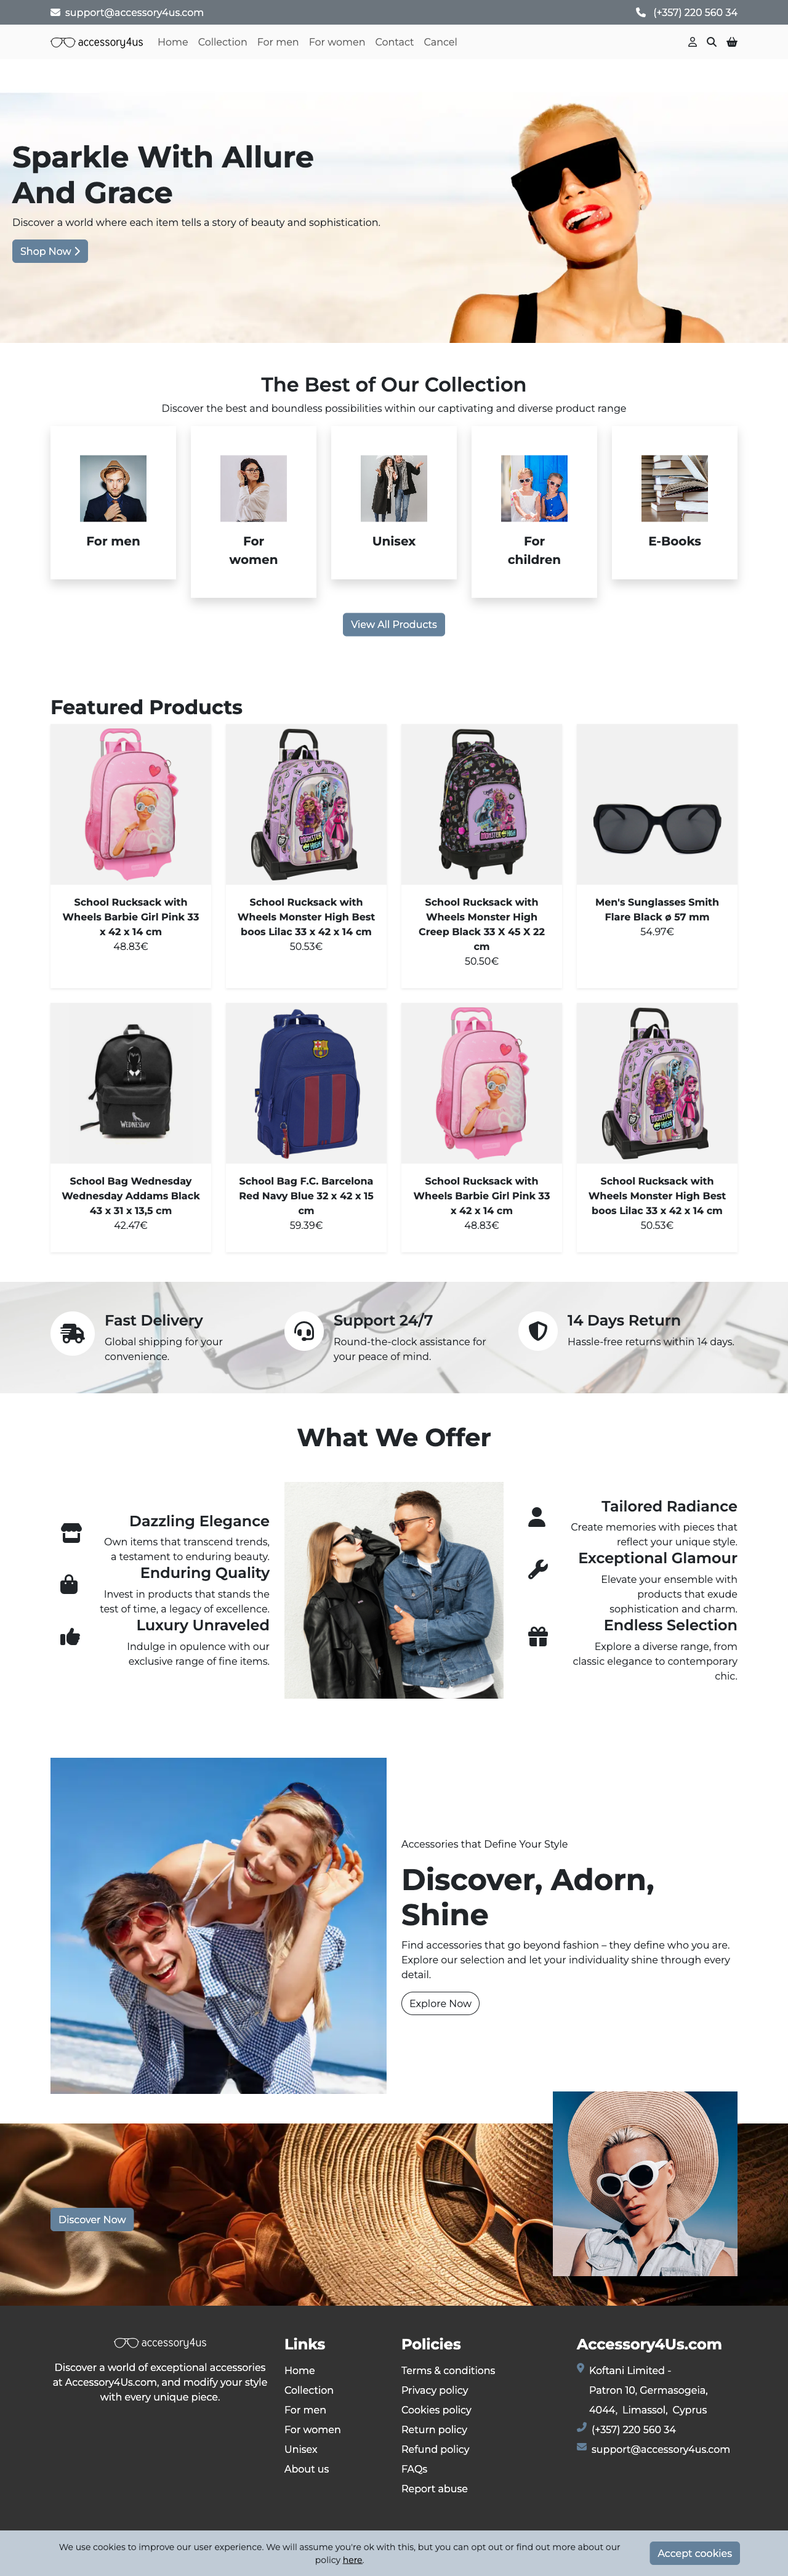 support@accessory4us.com
(+357) 220 560 34
accessory4us
Home
Collection
For men
For women
Contact
Cancel
Sparkle With Allure
And Grace
Discover a world where each item tells a story of beauty and sophistication.
Shop Now
The Best of Our Collection
Discover the best and boundless possibilities within our captivating and diverse product range
For men
For
women
Unisex
For
children
E-Books
View All Products
Featured Products
School Rucksack with
Wheels Barbie Girl Pink 33
x 42 x 14 cm
48.83€
School Rucksack with
Wheels Monster High Best
boos Lilac 33 x 42 x 14 cm
50.53€
School Rucksack with
Wheels Monster High
Creep Black 33 X 45 X 22
cm
50.50€
Men's Sunglasses Smith
Flare Black ø 57 mm
54.97€
WEDNESDAY
School Bag Wednesday
Wednesday Addams Black
43 x 31 x 13,5 cm
42.47€
School Bag F.C. Barcelona
Red Navy Blue 32 x 42 x 15
cm
59.39€
School Rucksack with
Wheels Barbie Girl Pink 33
x 42 x 14 cm
48.83€
School Rucksack with
Wheels Monster High Best
boos Lilac 33 x 42 x 14 cm
50.53€
Fast Delivery
Global shipping for your
convenience.
Support 24/7
Round-the-clock assistance for
your peace of mind.
14 Days Return
Hassle-free returns within 14 days.
What We Offer
Dazzling Elegance
Own items that transcend trends,
a testament to enduring beauty.
Enduring Quality
Invest in products that stands the
test of time, a legacy of excellence.
Luxury Unraveled
Indulge in opulence with our
exclusive range of fine items.
Tailored Radiance
Create memories with pieces that
reflect your unique style.
Exceptional Glamour
Elevate your ensemble with
products that exude
sophistication and charm.
Endless Selection
Explore a diverse range, from
classic elegance to contemporary
chic.
Accessories that Define Your Style
Discover, Adorn,
Shine
Find accessories that go beyond fashion – they define who you are.
Explore our selection and let your individuality shine through every
detail.
Explore Now
Discover Now
accessory4us
Discover a world of exceptional accessories
at Accessory4Us.com, and modify your style
with every unique piece.
Links
Home
Collection
For men
For women
Unisex
About us
Policies
Terms & conditions
Privacy policy
Cookies policy
Return policy
Refund policy
FAQs
Report abuse
Accessory4Us.com
Koftani Limited -
Patron 10, Germasogeia,
4044, Limassol, Cyprus
(+357) 220 560 34
support@accessory4us.com
We use cookies to improve our user experience. We will assume you're ok with this, but you can opt out or find out more about our
policy here.
Accept cookies